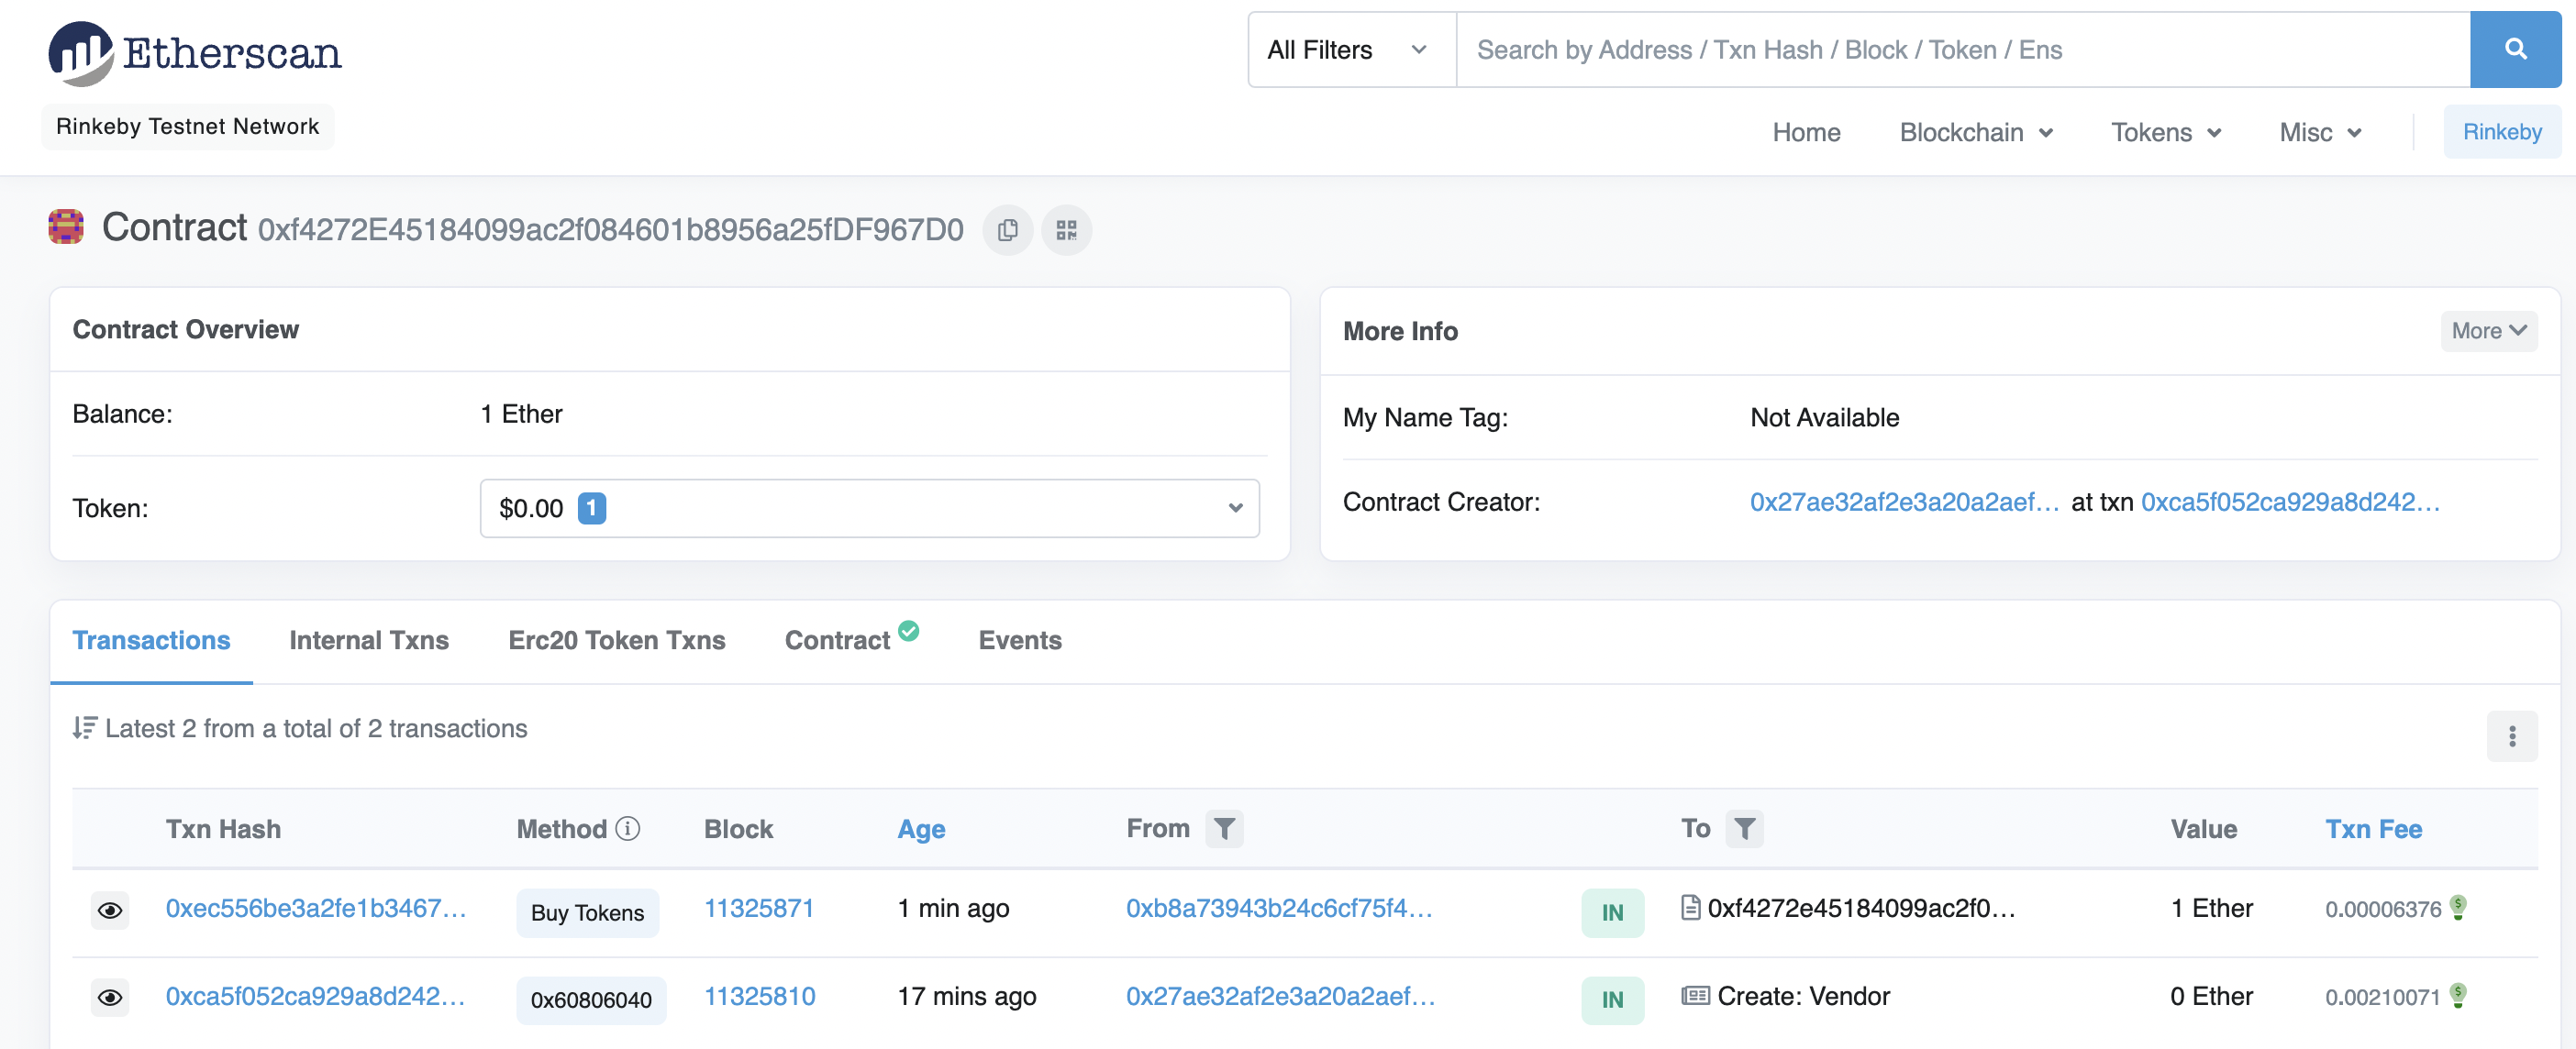 Etherscan
All Filters Search by Address / Txn Hash / Block / Token / Ens
Rinkeby Testnet Network
Home Blockchain Tokens Misc Rinkeby
Contract 0xf4272E45184099ac2f084601b8956a25fDF967D0
Contract Overview
Balance: 1 Ether
Token: $0.00 1
More Info More
My Name Tag: Not Available
Contract Creator: 0x27ae32af2e3a20a2aef... at txn 0xca5f052ca929a8d242...
Transactions Internal Txns Erc20 Token Txns Contract Events
Latest 2 from a total of 2 transactions
Txn Hash Method Block Age From To Value Txn Fee
0xec556be3a2fe1b3467... Buy Tokens 11325871 1 min ago 0xb8a73943b24c6cf75f4... IN 0xf4272e45184099ac2f0... 1 Ether 0.00006376
0xca5f052ca929a8d242... 0x60806040 11325810 17 mins ago 0x27ae32af2e3a20a2aef... IN Create: Vendor 0 Ether 0.00210071